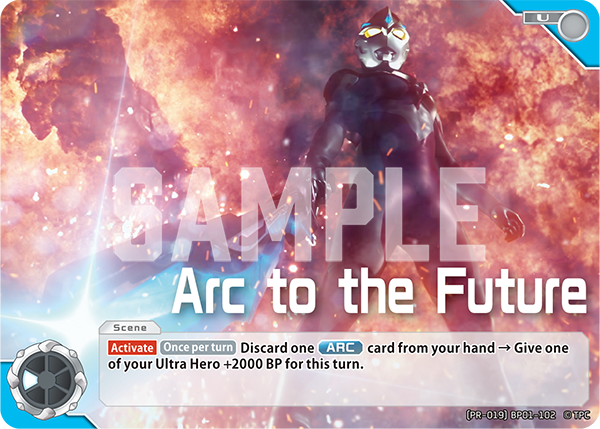 U
SAMPLE
Arc to the Future
Scene
Activate Once per turn Discard one ARC card from your hand → Give one
of your Ultra Hero +2000 BP for this turn.
(PR-019) BP01-102 ©TPC